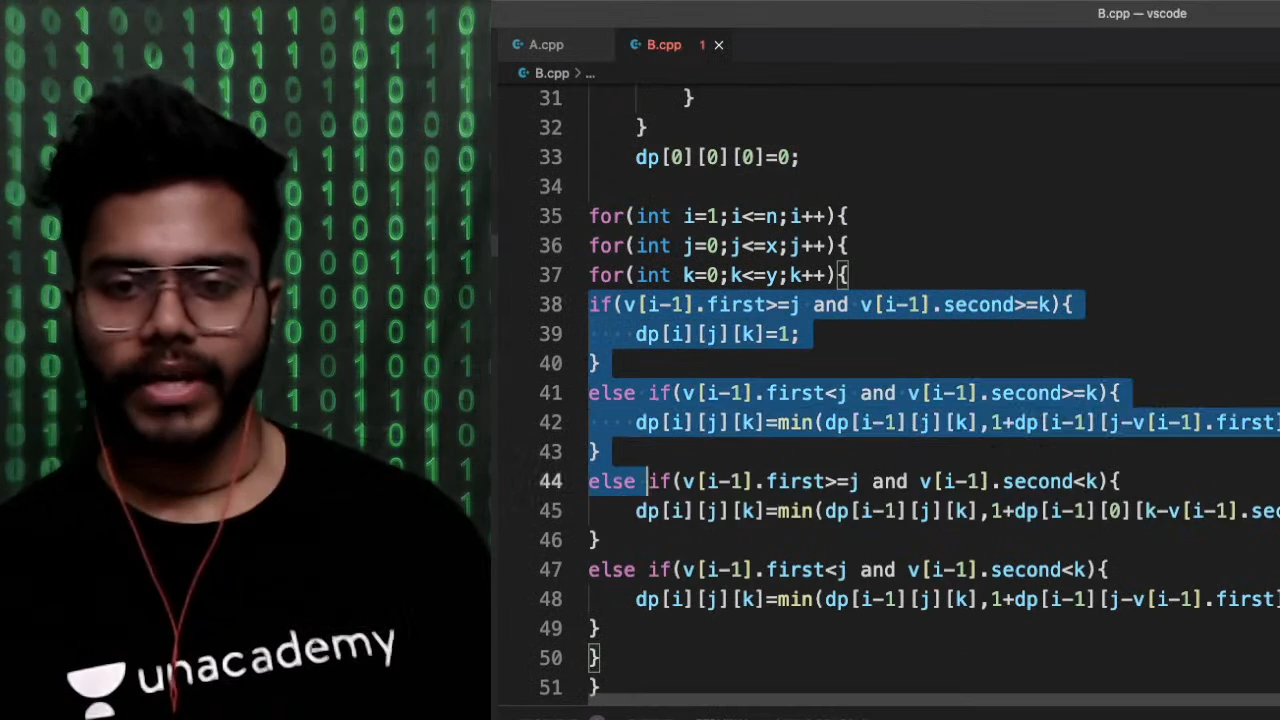 B.cpp — vscode
A.cpp
B.cpp 1
B.cpp > ...
31 }
32 }
33 dp[0][0][0]=0;
34
35 for(int i=1;i<=n;i++){
36 for(int j=0;j<=x;j++){
37 for(int k=0;k<=y;k++){
38 if(v[i-1].first>=j and v[i-1].second>=k){
39 dp[i][j][k]=1;
40 }
41 else if(v[i-1].first<j and v[i-1].second>=k){
42 dp[i][j][k]=min(dp[i-1][j][k],1+dp[i-1][j-v[i-1].first]
43 }
44 else if(v[i-1].first>=j and v[i-1].second<k){
45 dp[i][j][k]=min(dp[i-1][j][k],1+dp[i-1][0][k-v[i-1].sec
46 }
47 else if(v[i-1].first<j and v[i-1].second<k){
48 dp[i][j][k]=min(dp[i-1][j][k],1+dp[i-1][j-v[i-1].first]
49 }
50 }
51 }
unacademy